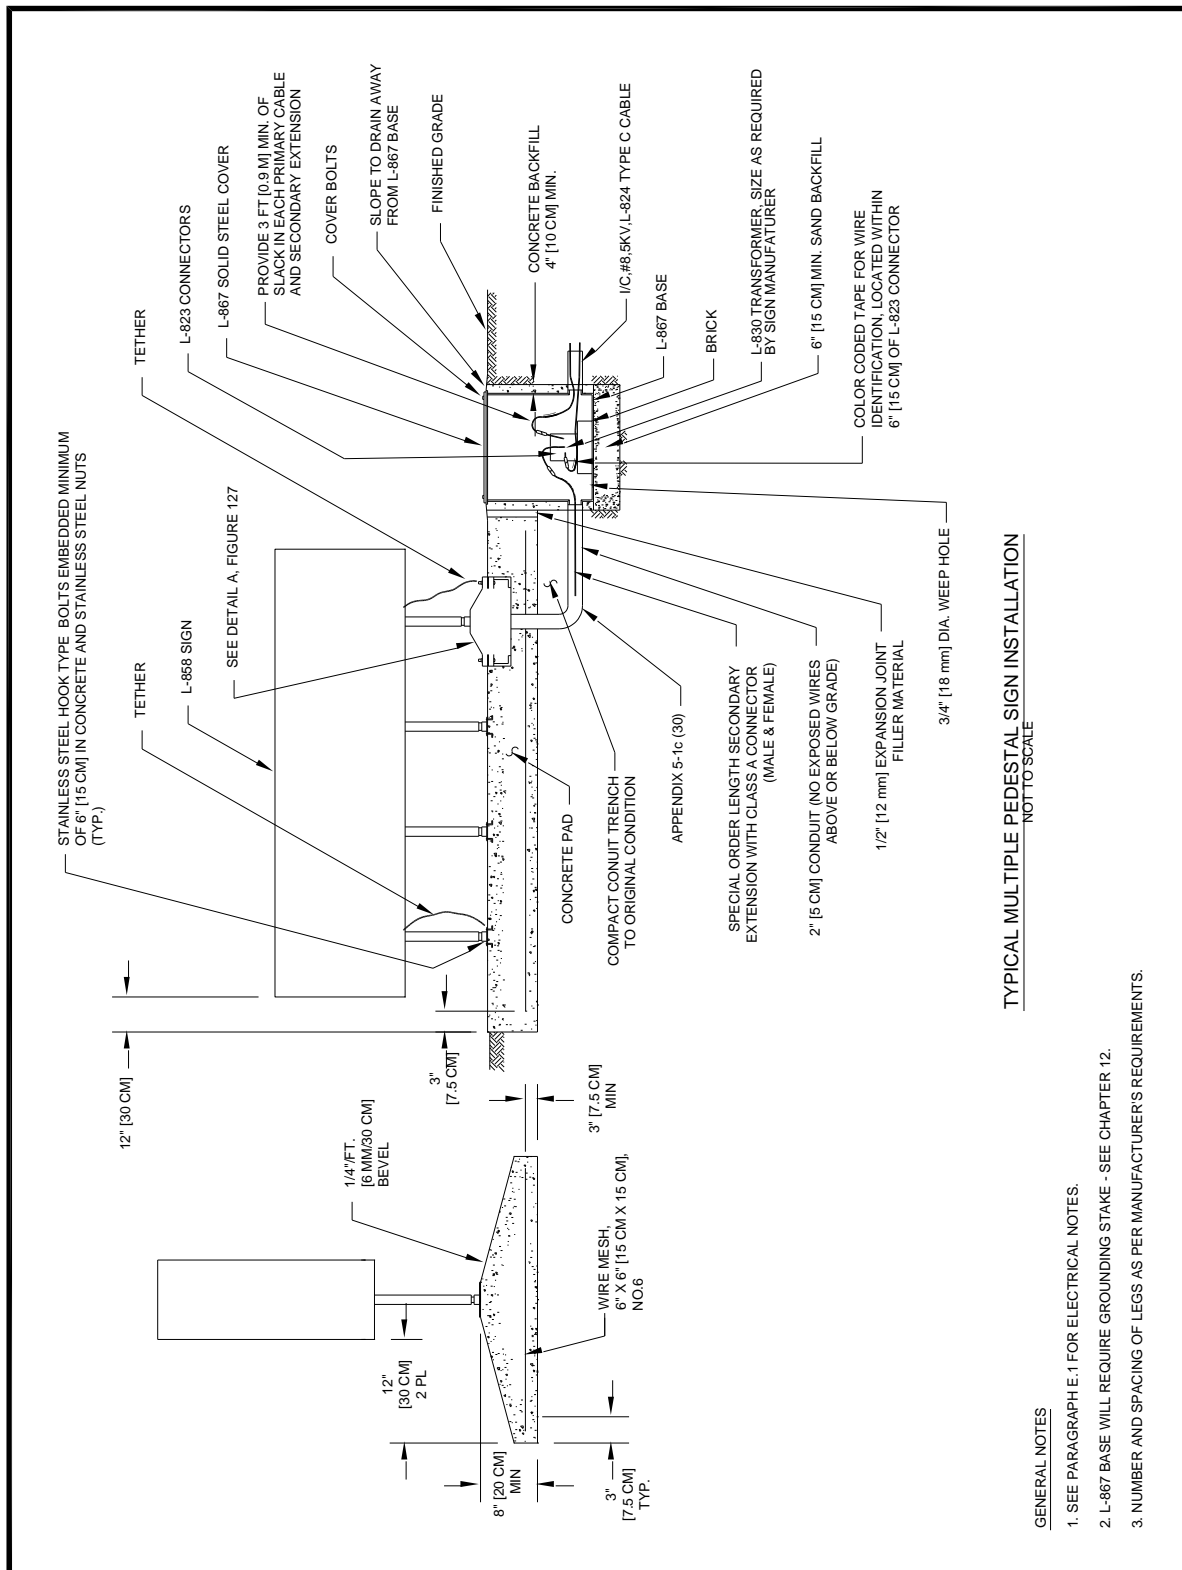 STAINLESS STEEL HOOK TYPE BOLTS EMBEDDED MINIMUM
OF 6" [15 CM] IN CONCRETE AND STAINLESS STEEL NUTS
(TYP.)
TETHER
L-858 SIGN
SEE DETAIL A, FIGURE 127
TETHER
L-823 CONNECTORS
L-867 SOLID STEEL COVER
PROVIDE 3 FT [0.9 M] MIN. OF
SLACK IN EACH PRIMARY CABLE
AND SECONDARY EXTENSION
COVER BOLTS
SLOPE TO DRAIN AWAY
FROM L-867 BASE
FINISHED GRADE
CONCRETE BACKFILL
4" [10 CM] MIN.
I/C,#8,5KV,L-824 TYPE C CABLE
L-867 BASE
BRICK
L-830 TRANSFORMER, SIZE AS REQUIRED
BY SIGN MANUFATURER
6" [15 CM] MIN. SAND BACKFILL
COLOR CODED TAPE FOR WIRE
IDENTIFICATION, LOCATED WITHIN
6" [15 CM] OF L-823 CONNECTOR
12" [30 CM]
3"
[7.5 CM]
CONCRETE PAD
COMPACT CONUIT TRENCH
TO ORIGINAL CONDITION
APPENDIX 5-1c (30)
SPECIAL ORDER LENGTH SECONDARY
EXTENSION WITH CLASS A CONNECTOR
(MALE & FEMALE)
2" [5 CM] CONDUIT (NO EXPOSED WIRES
ABOVE OR BELOW GRADE)
1/2" [12 mm] EXPANSION JOINT
FILLER MATERIAL
3/4" [18 mm] DIA. WEEP HOLE
1/4"/FT.
[6 MM/30 CM]
BEVEL
12"
[30 CM]
2 PL
8" [20 CM]
MIN
3"
[7.5 CM]
TYP.
WIRE MESH,
6" X 6" [15 CM X 15 CM],
NO.6
3" [7.5 CM]
MIN
TYPICAL MULTIPLE PEDESTAL SIGN INSTALLATION
NOT TO SCALE
GENERAL NOTES
1. SEE PARAGRAPH E.1 FOR ELECTRICAL NOTES.
2. L-867 BASE WILL REQUIRE GROUNDING STAKE - SEE CHAPTER 12.
3. NUMBER AND SPACING OF LEGS AS PER MANUFACTURER'S REQUIREMENTS.